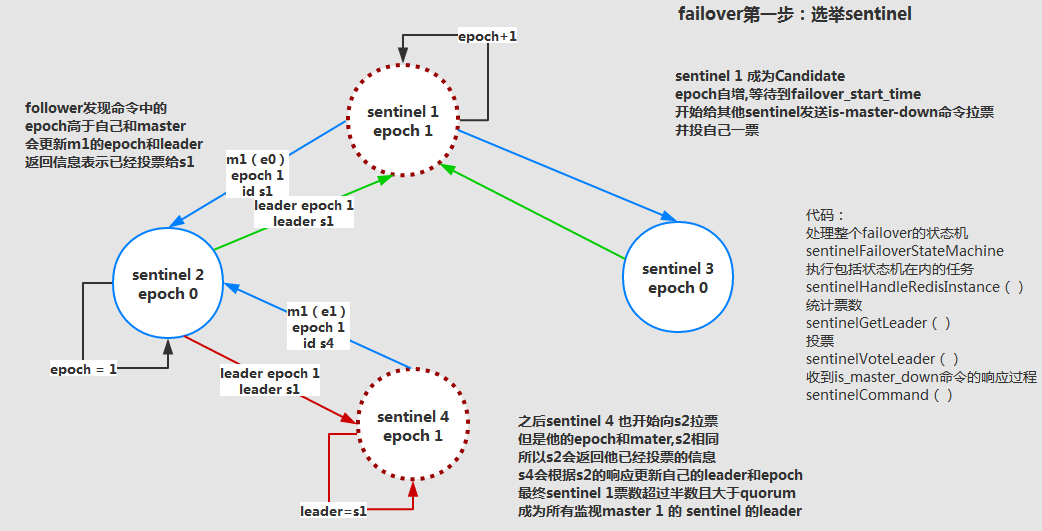 failover第一步：选举sentinel
epoch+1
sentinel 1 成为Candidate
epoch自增,等待到failover_start_time
开始给其他sentinel发送is-master-down命令拉票
并投自己一票
follower发现命令中的
epoch高于自己和master
会更新m1的epoch和leader
返回信息表示已经投票给s1
sentinel 1
epoch 1
m1（e0）
epoch 1
id s1
leader epoch 1
leader s1
代码：
处理整个failover的状态机
sentinelFailoverStateMachine
执行包括状态机在内的任务
sentinelHandleRedisInstance（ ）
统计票数
sentinelGetLeader（ ）
投票
sentinelVoteLeader（ ）
收到is_master_down命令的响应过程
sentinelCommand（ ）
sentinel 2
epoch 0
sentinel 3
epoch 0
m1（e1）
epoch 1
id s4
epoch = 1
leader epoch 1
leader s1
sentinel 4
epoch 1
leader=s1
之后sentinel 4 也开始向s2拉票
但是他的epoch和mater,s2相同
所以s2会返回他已经投票的信息
s4会根据s2的响应更新自己的leader和epoch
最终sentinel 1票数超过半数且大于quorum
成为所有监视master 1 的 sentinel 的leader